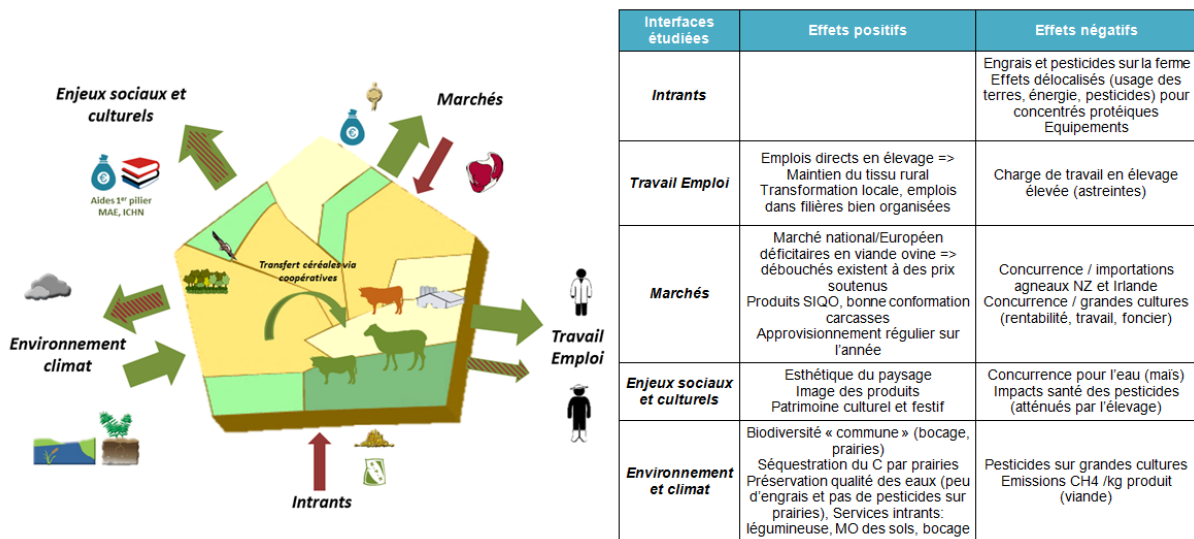 Enjeux sociaux et
culturels
Marchés
Aides 1er pilier
MAE, ICHN
Transfert céréales via
coopératives
Environnement
climat
Travail
Emploi
Intrants
Interfaces
étudiées
Effets positifs
Effets négatifs
Intrants
Engrais et pesticides sur la ferme
Effets délocalisés (usage des
terres, énergie, pesticides) pour
concentrés protéiques
Equipements
Travail Emploi
Emplois directs en élevage =>
Maintien du tissu rural
Transformation locale, emplois
dans filières bien organisées
Charge de travail en élevage
élevée (astreintes)
Marchés
Marché national/Européen
déficitaires en viande ovine =>
débouchés existent à des prix
soutenus
Produits SIQO, bonne conformation
carcasses
Approvisionnement régulier sur
l'année
Concurrence / importations
agneaux NZ et Irlande
Concurrence / grandes cultures
(rentabilité, travail, foncier)
Enjeux sociaux
et culturels
Esthétique du paysage
Image des produits
Patrimoine culturel et festif
Concurrence pour l'eau (maïs)
Impacts santé des pesticides
(atténués par l'élevage)
Environnement
et climat
Biodiversité « commune » (bocage,
prairies)
Séquestration du C par prairies
Préservation qualité des eaux (peu
d'engrais et pas de pesticides sur
prairies), Services intrants:
légumineuse, MO des sols, bocage
Pesticides sur grandes cultures
Emissions CH4 /kg produit
(viande)